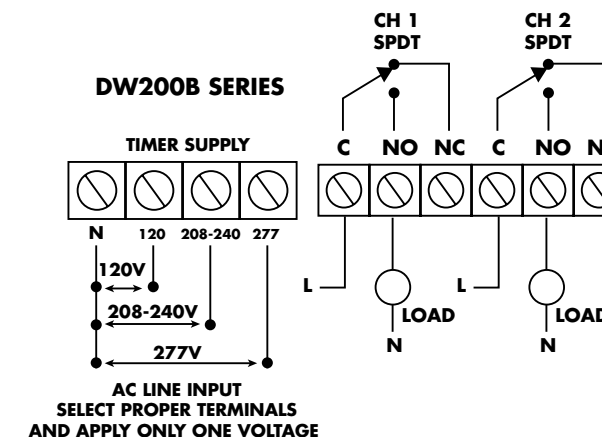 CH 1
SPDT
CH 2
SPDT
DW200B SERIES
TIMER SUPPLY
C NO NC C NO N
N 120 208-240 277
120V
208-240V
277V
L
LOAD
N
L
LOAD
N
AC LINE INPUT
SELECT PROPER TERMINALS
AND APPLY ONLY ONE VOLTAGE